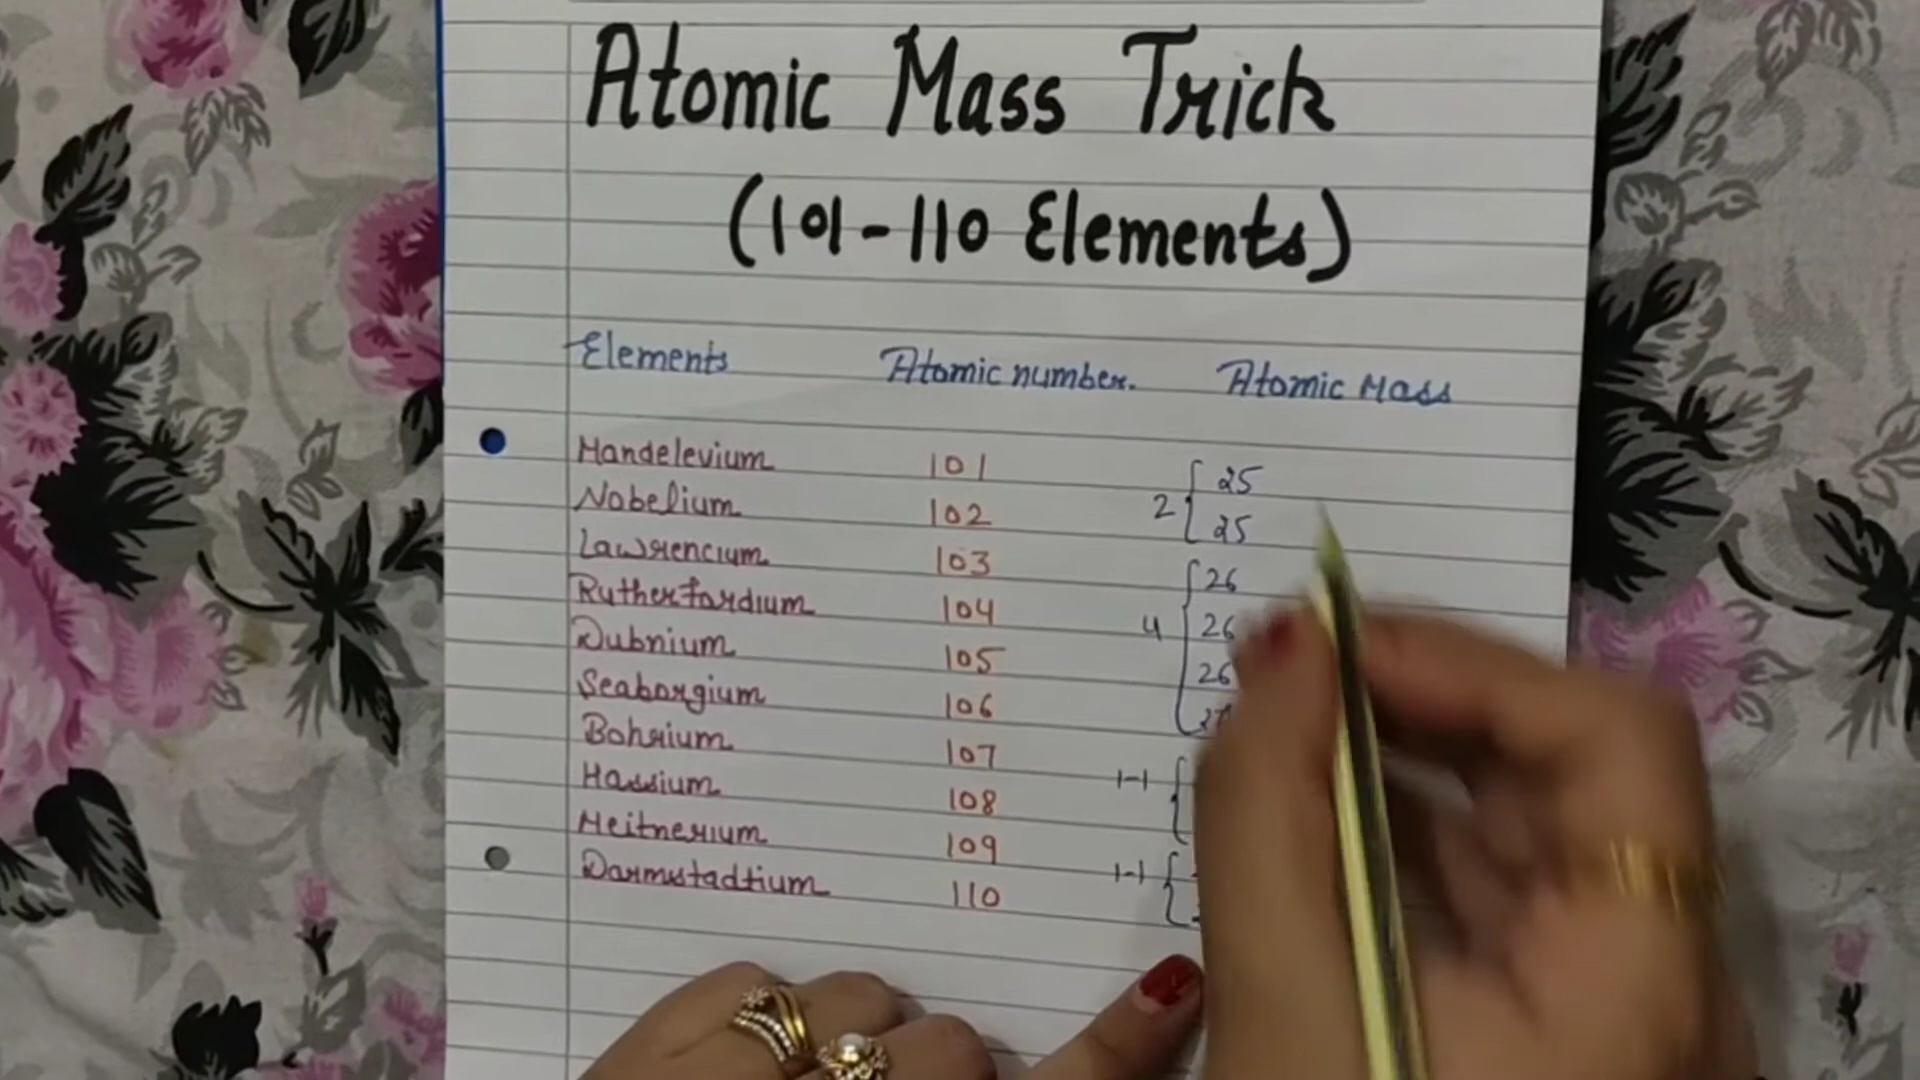 Atomic Mass Trick
(101-110 Elements)
Elements Atomic number. Atomic Mass
Mandelevium 101 25
Nobelium 102 2 { 25
Lawrencium 103 26
Rutherfordium 104 4 { 26
Dubnium 105 26
Seaborgium 106
Bohrium 107 1-1 {
Hassium 108
Meitnerium 109 1-1 {
Darmstadtium 110